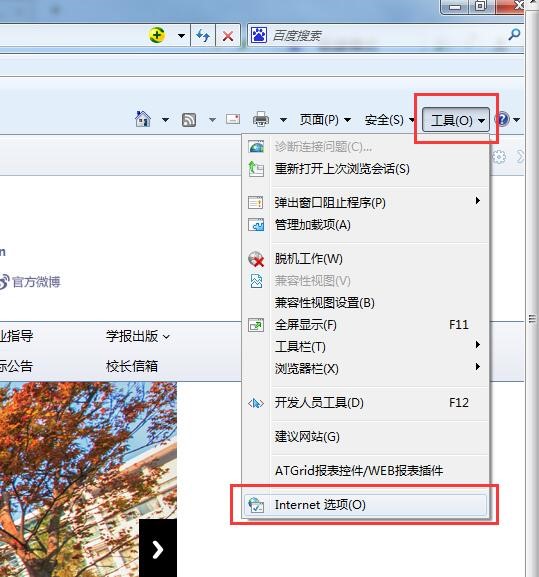 百度搜索
页面(P)
安全(S)
工具(O)
诊断连接问题(C)...
重新打开上次浏览会话(S)
弹出窗口阻止程序(P)
管理加载项(A)
n
脱机工作(W)
官方微博
兼容性视图(V)
兼容性视图设置(B)
业指导
学报出版
全屏显示(F) F11
工具栏(T)
标公告
校长信箱
浏览器栏(X)
开发人员工具(D) F12
建议网站(G)
ATGrid报表控件/WEB报表插件
Internet 选项(O)